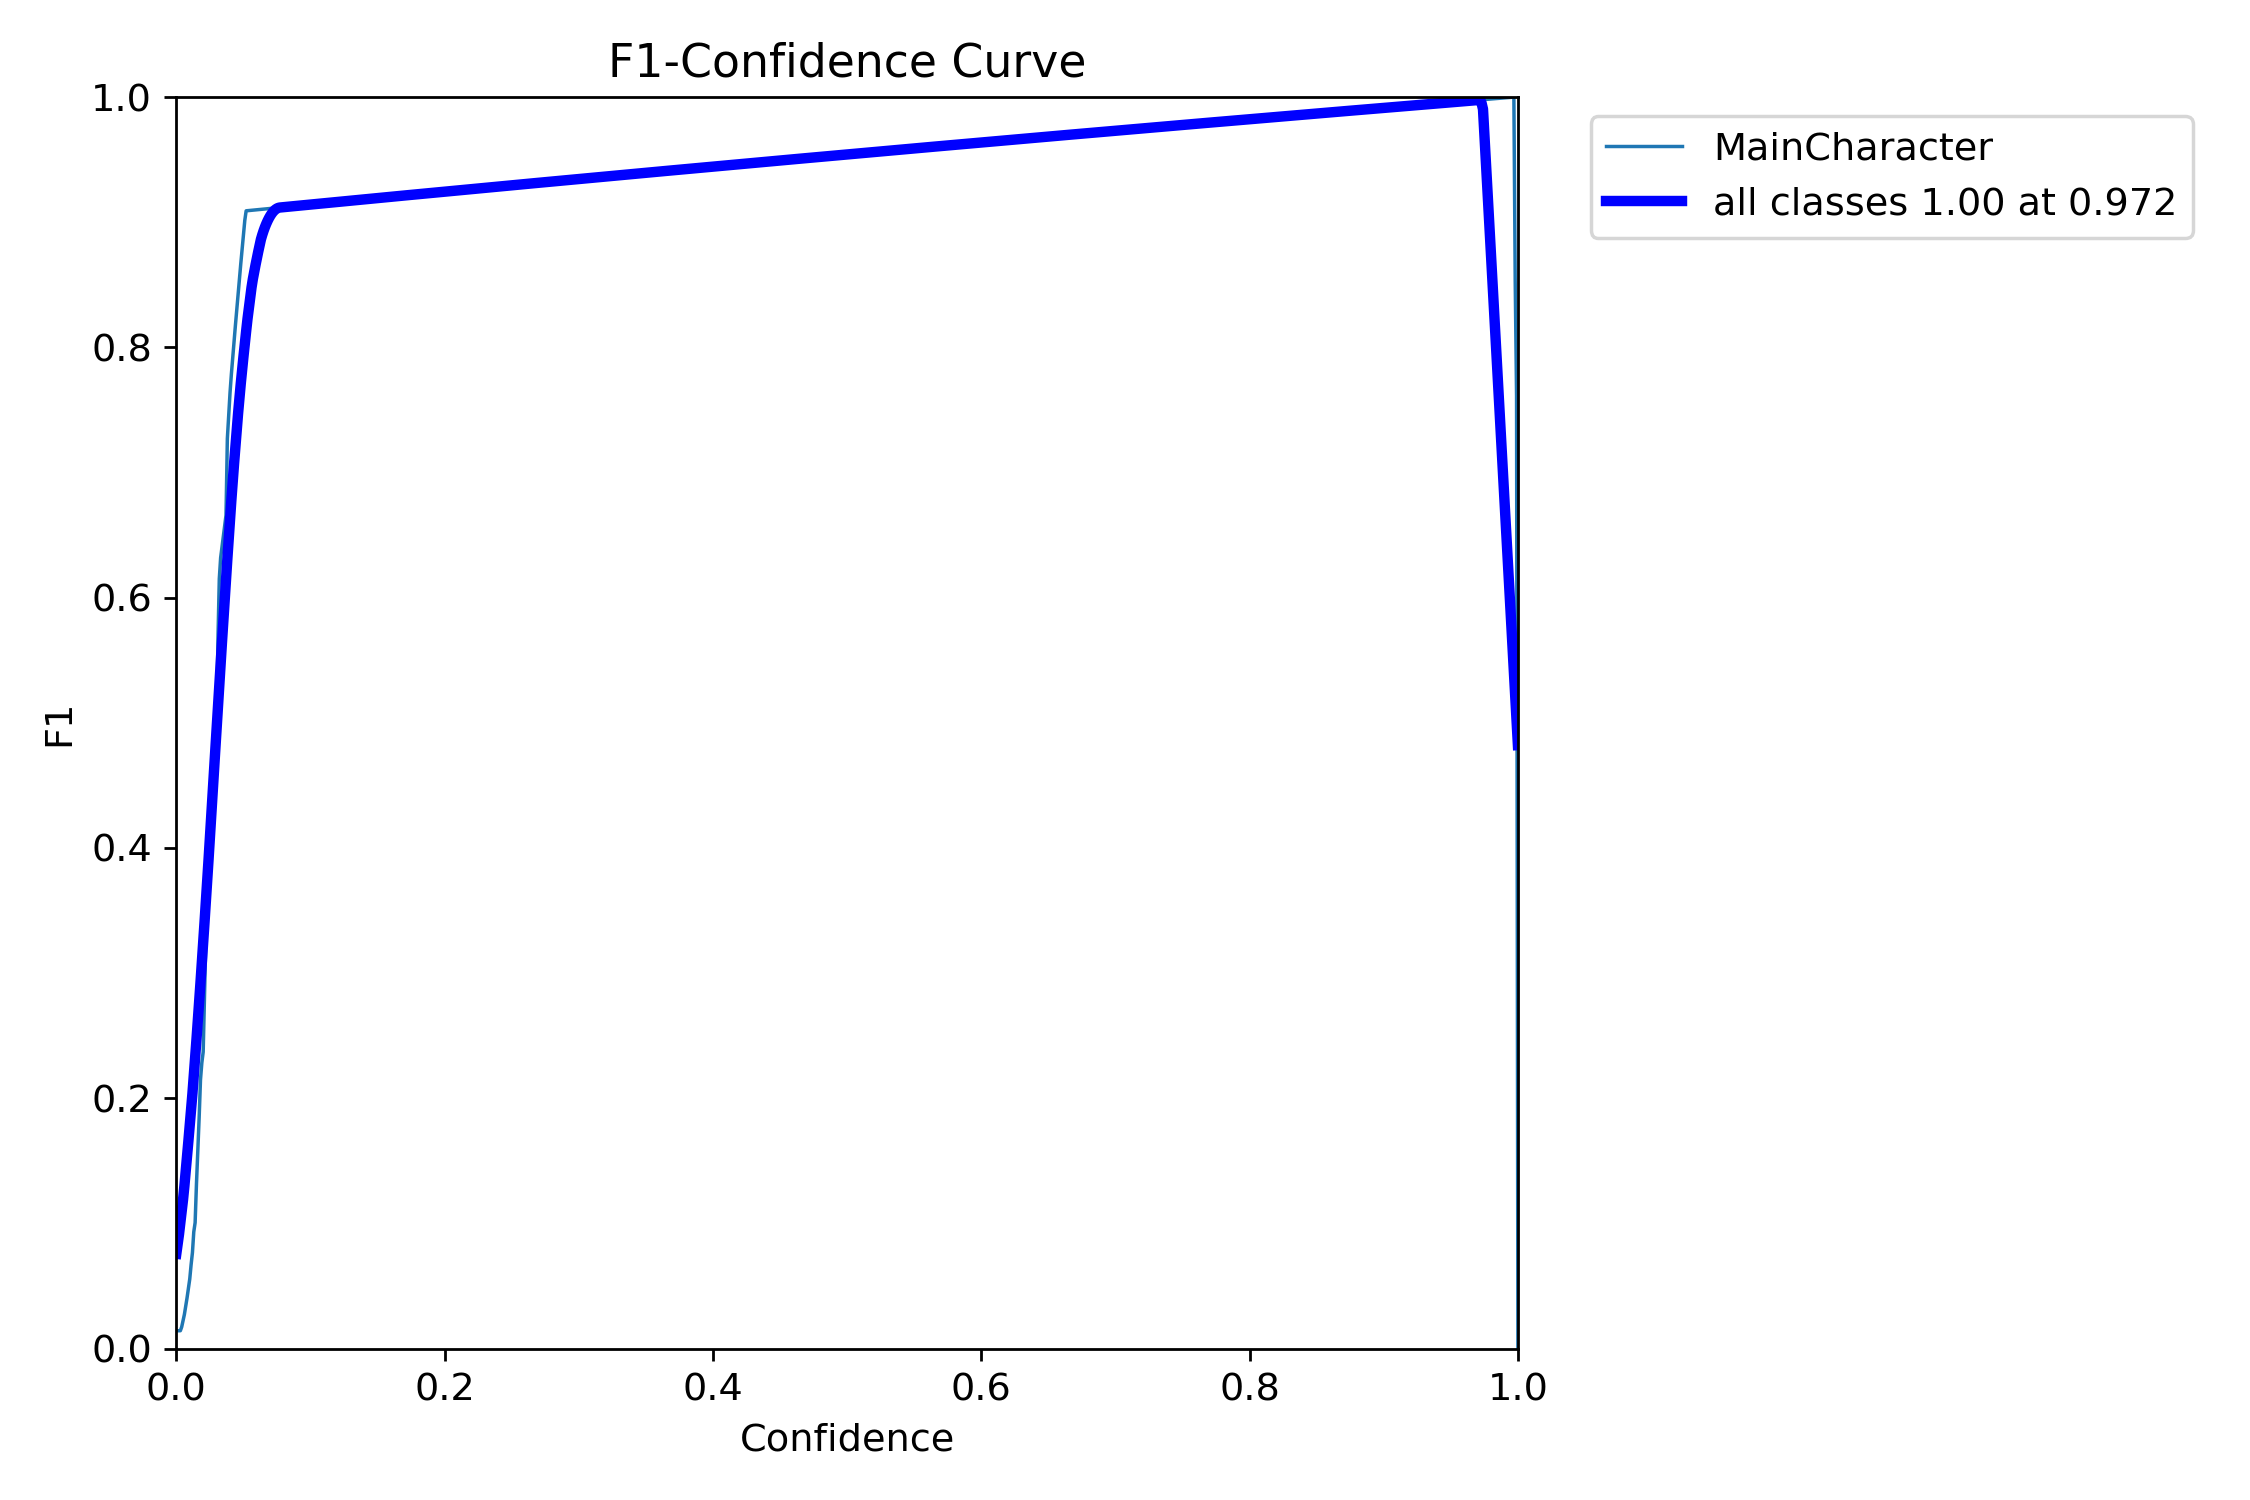 F1-Confidence Curve
1.0
0.8
0.6
0.4
0.2
0.0
F1
0.0 0.2 0.4 0.6 0.8 1.0
Confidence
MainCharacter
all classes 1.00 at 0.972